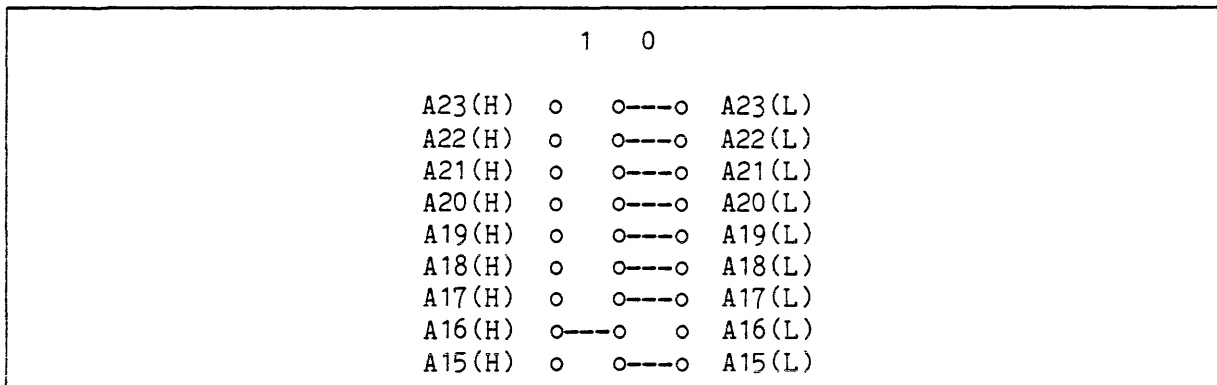 1 0
A23(H) o o---o A23(L)
A22(H) o o---o A22(L)
A21(H) o o---o A21(L)
A20(H) o o---o A20(L)
A19(H) o o---o A19(L)
A18(H) o o---o A18(L)
A17(H) o o---o A17(L)
A16(H) o---o o A16(L)
A15(H) o o---o A15(L)